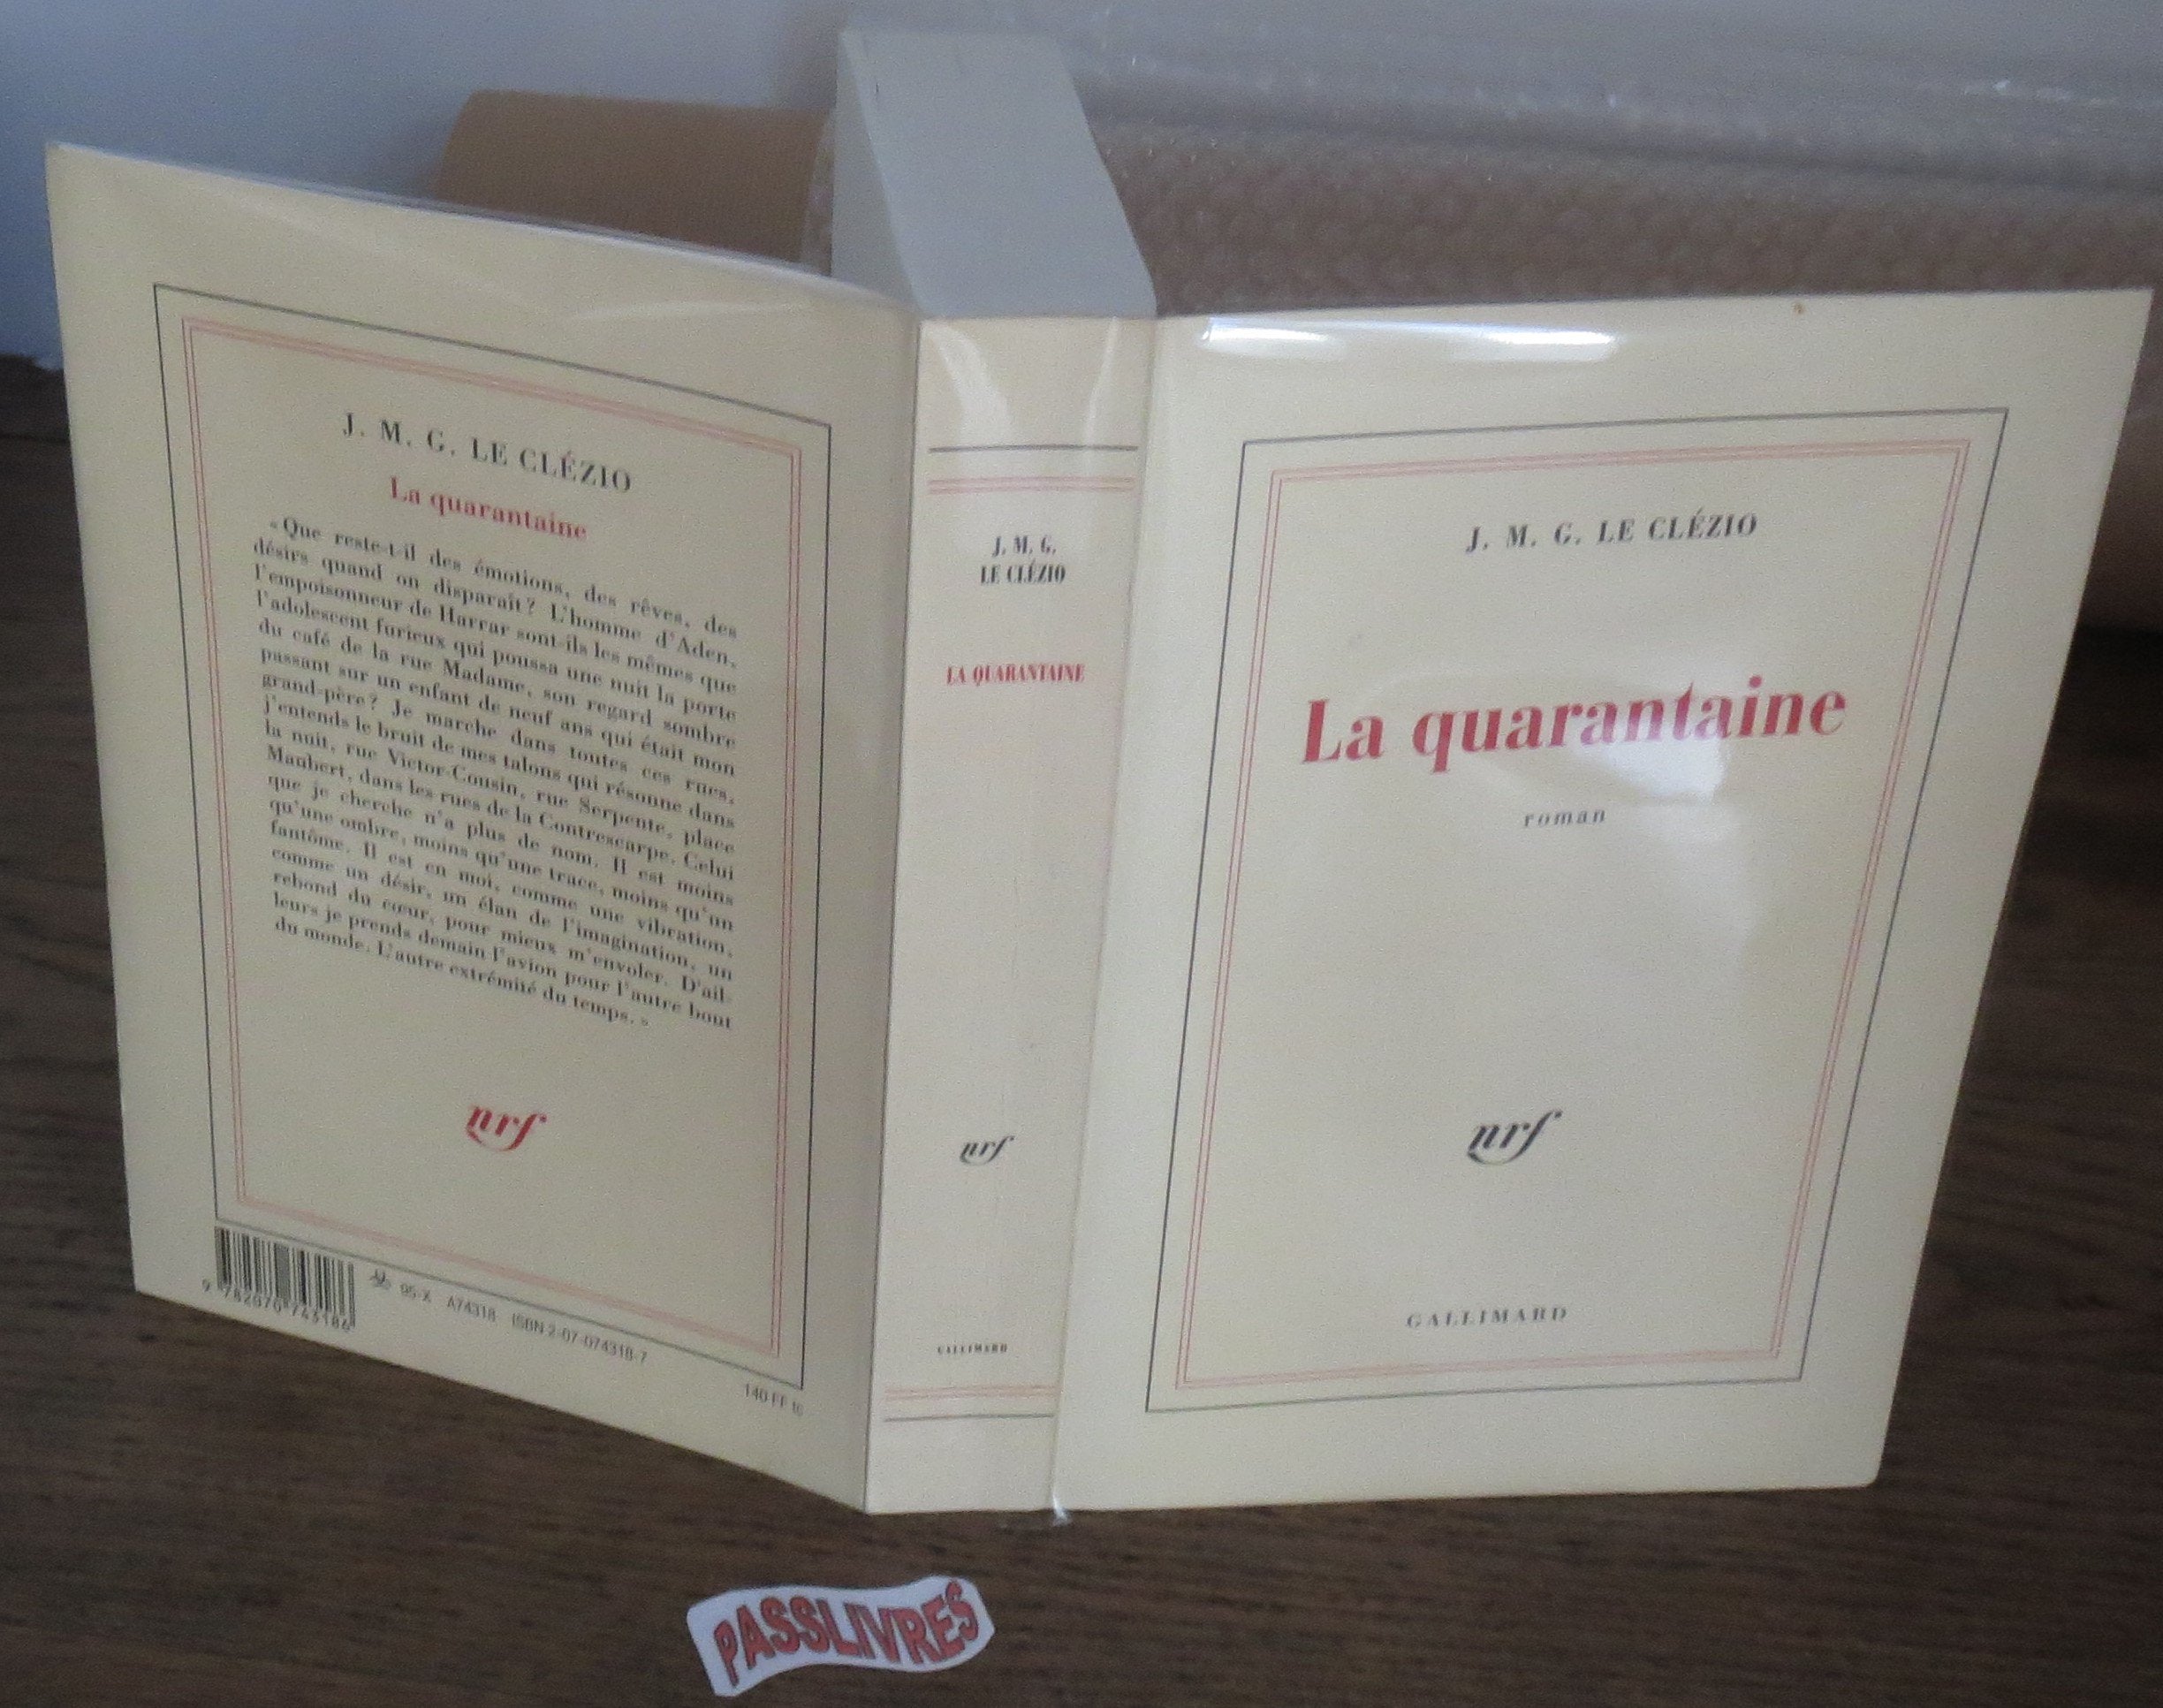 J. M. G. LE CLÉZIO
La quarantaine
« Que reste-t-il des émotions, des rêves, des
désirs quand on disparaît ? L'homme d'Aden,
l'empoisonneur de Harrar sont-ils les mêmes que
l'adolescent furieux qui poussa une nuit la porte
du café de la rue Madame, son regard sombre
passant sur un enfant de neuf ans qui était mon
grand-père ? Je marche dans toutes ces rues,
j'entends le bruit de mes talons qui résonne dans
la nuit, rue Victor-Cousin, rue Serpente, place
Maubert, dans les rues de la Contrescarpe. Celui
que je cherche n'a plus de nom. Il est moins
qu'une ombre, moins qu'une trace, moins qu'un
fantôme. Il est en moi, comme une vibration,
comme un désir, un élan de l'imagination, un
rebond du cœur, pour mieux m'envoler. D'ail-
leurs je prends demain l'avion pour l'autre bout
du monde. L'autre extrémité du temps. »
nrf
9 782070 743186
95-X A74318 ISBN 2-07-074318-7
140 FF tc
J. M. G.
LE CLÉZIO
LA QUARANTAINE
nrf
GALLIMARD
J. M. G. LE CLÉZIO
La quarantaine
roman
nrf
GALLIMARD
PASSLIVRES